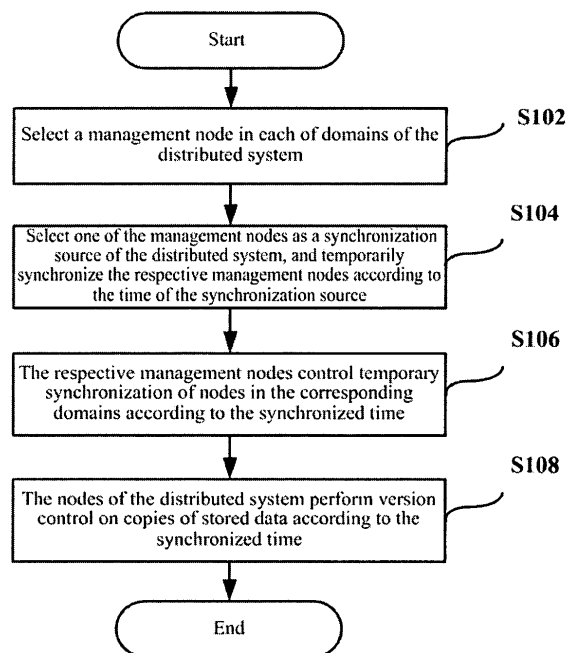 Start
S102
Select a management node in each of domains of the
distributed system
S104
Select one of the management nodes as a synchronization
source of the distributed system, and temporarily
synchronize the respective management nodes according to
the time of the synchronization source
S106
The respective management nodes control temporary
synchronization of nodes in the corresponding
domains according to the synchronized time
S108
The nodes of the distributed system perform version
control on copies of stored data according to the
synchronized time
End